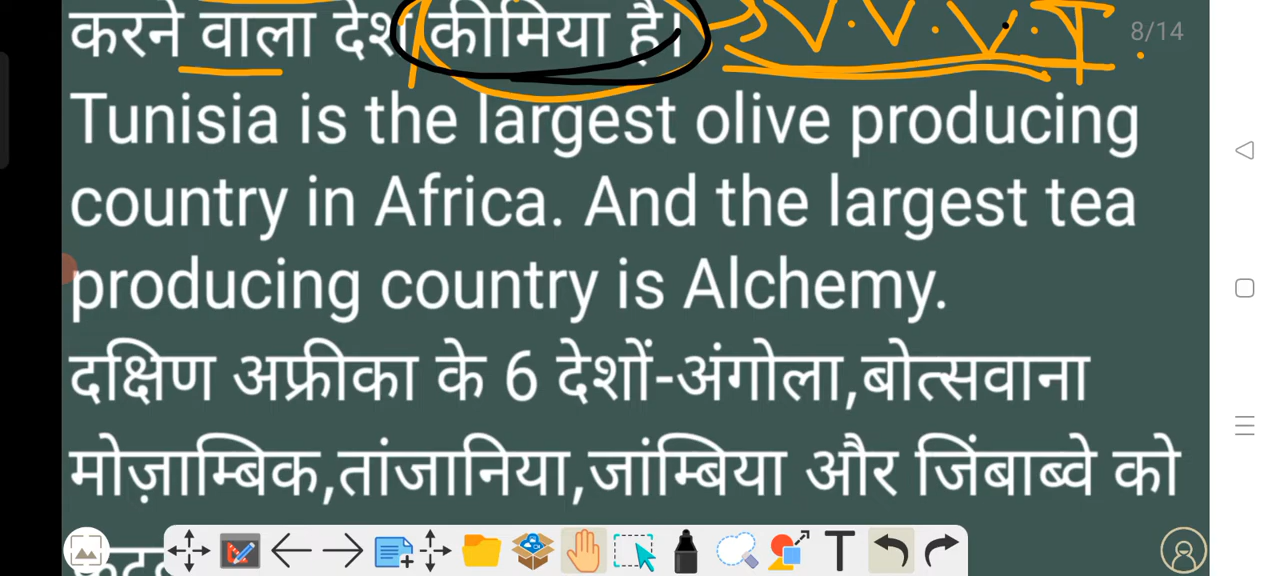 करने वाला देश कीमिया है। V. V. V. I.
8/14
Tunisia is the largest olive producing
country in Africa. And the largest tea
producing country is Alchemy.
दक्षिण अफ्रीका के 6 देशों-अंगोला,बोत्सवाना
मोज़ाम्बिक,तांजानिया,जांम्बिया और जिंबाब्वे को